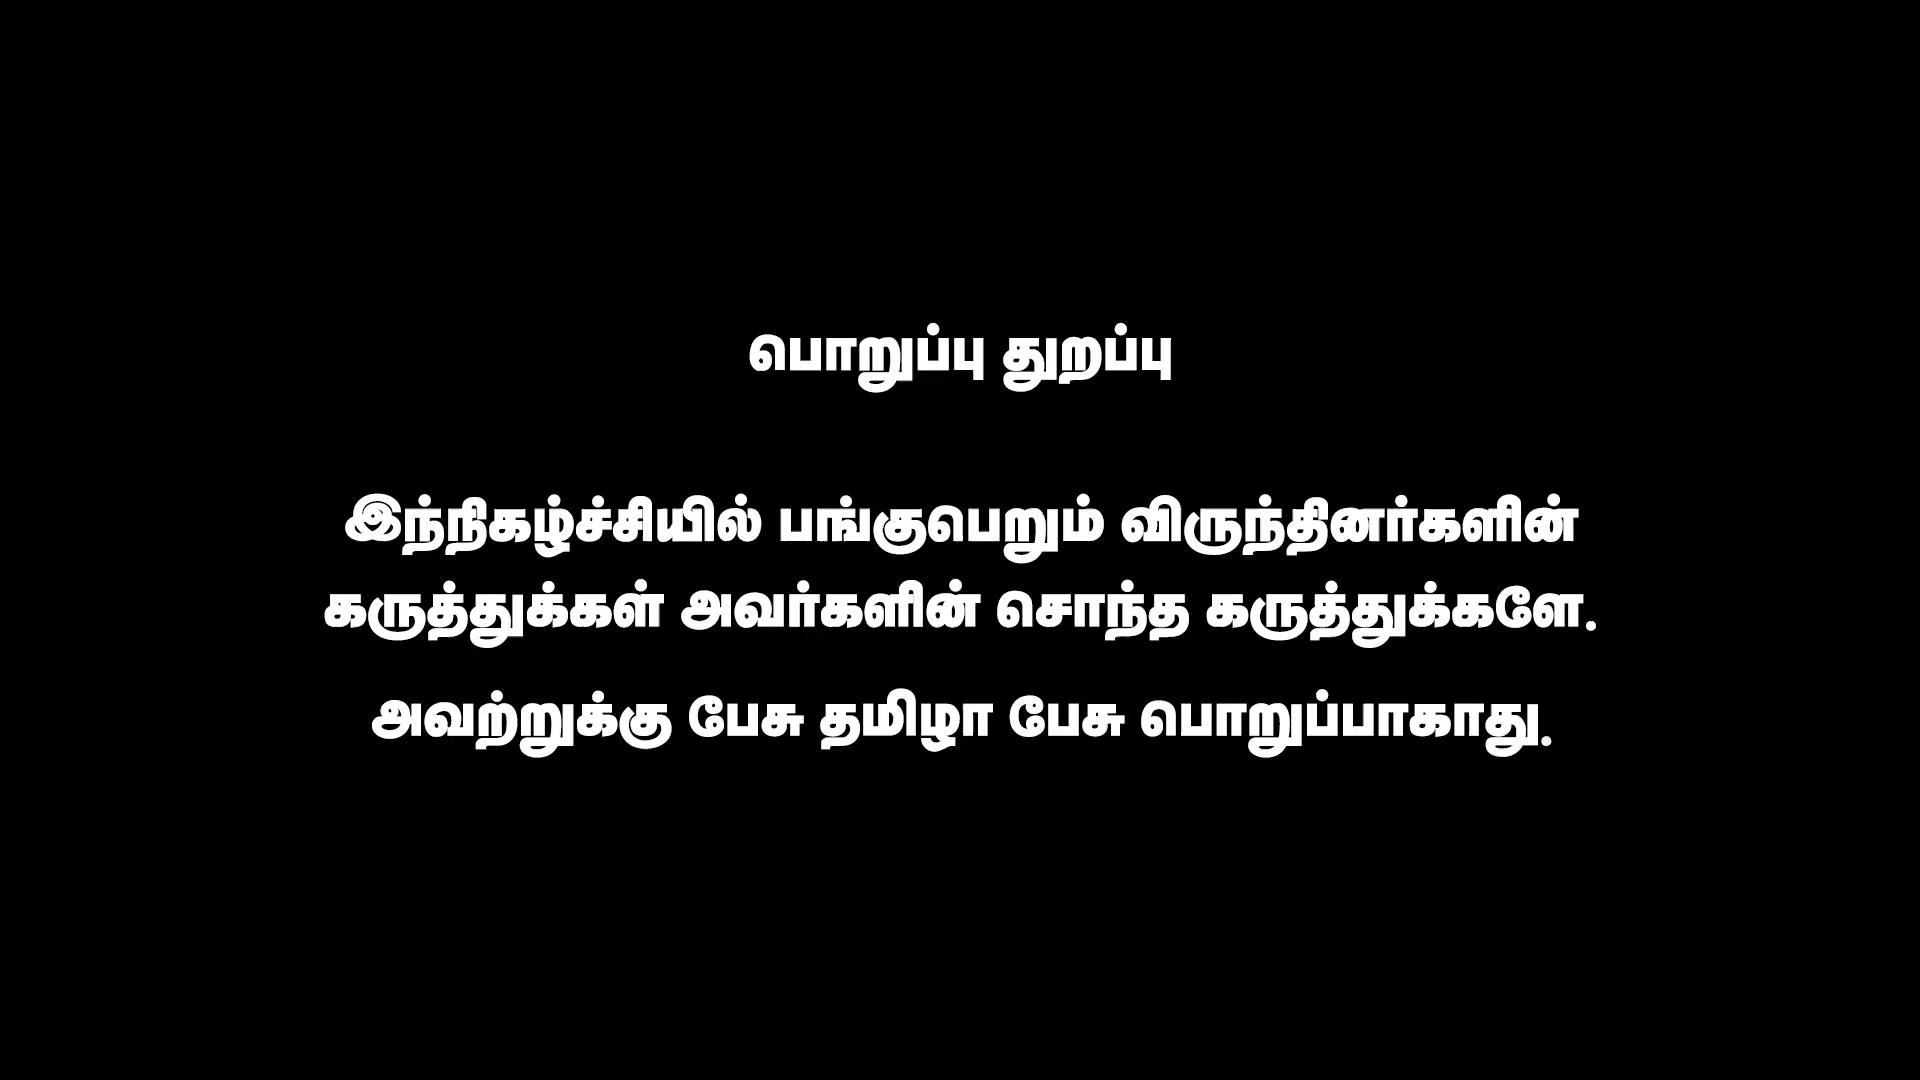 பொறுப்பு துறப்பு
இந்நிகழ்ச்சியில் பங்குபெறும் விருந்தினர்களின்
கருத்துக்கள் அவர்களின் சொந்த கருத்துக்களே.
அவற்றுக்கு பேசு தமிழா பேசு பொறுப்பாகாது.